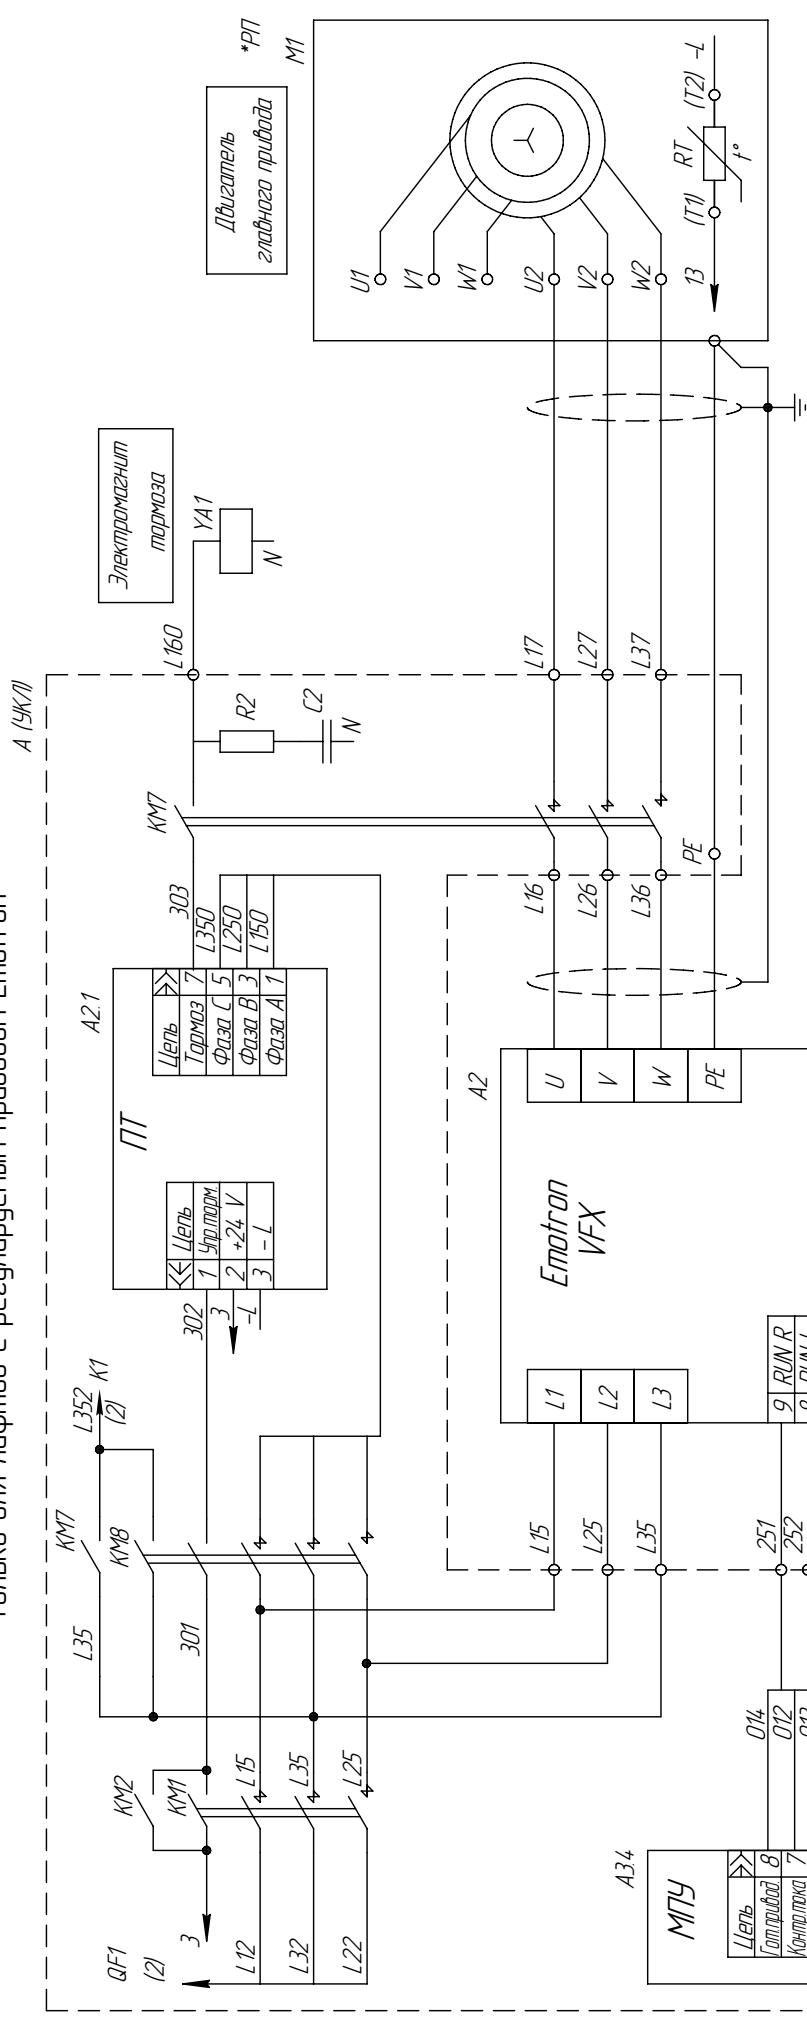 *РП
М1
Двигатель
главного привода
U1
V1
W1
U2
V2
W2
RT
t°
(T1)
(T2)
-L
13
А (УКЛ)
Электромагнит
тормоза
YA1
N
L160
R2
C2
N
KM7
L17
L27
L37
L16
L26
L36
PE
303
L350
L250
L150
A2.1
ПТ
Цепь
Тормоз 7
Фаза С 5
Фаза В 3
Фаза А 1
Цепь
1 Упр.торм.
2 +24 V
3 - L
302
3
-L
A2
Emotron
VFX
U
V
W
PE
L1
L2
L3
9 RUN R
L352
(2)
K1
KM7
KM8
L35
301
L15
L25
L35
251
252
KM2
KM1
L15
L35
L25
3
QF1
(2)
L12
L32
L22
A3.4
МПУ
Цепь
Гот.привод. 8
Контр.тока 7
014
012